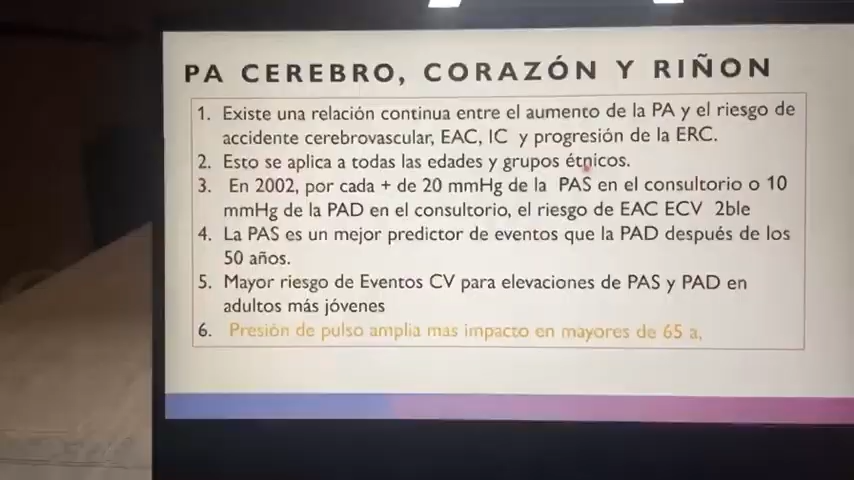 PA CEREBRO, CORAZÓN Y RIÑON
1. Existe una relación continua entre el aumento de la PA y el riesgo de
accidente cerebrovascular, EAC, IC y progresión de la ERC.
2. Esto se aplica a todas las edades y grupos étnicos.
3. En 2002, por cada + de 20 mmHg de la PAS en el consultorio o 10
mmHg de la PAD en el consultorio, el riesgo de EAC ECV 2ble
4. La PAS es un mejor predictor de eventos que la PAD después de los
50 años.
5. Mayor riesgo de Eventos CV para elevaciones de PAS y PAD en
adultos más jóvenes
6. Presión de pulso amplia mas impacto en mayores de 65 a,